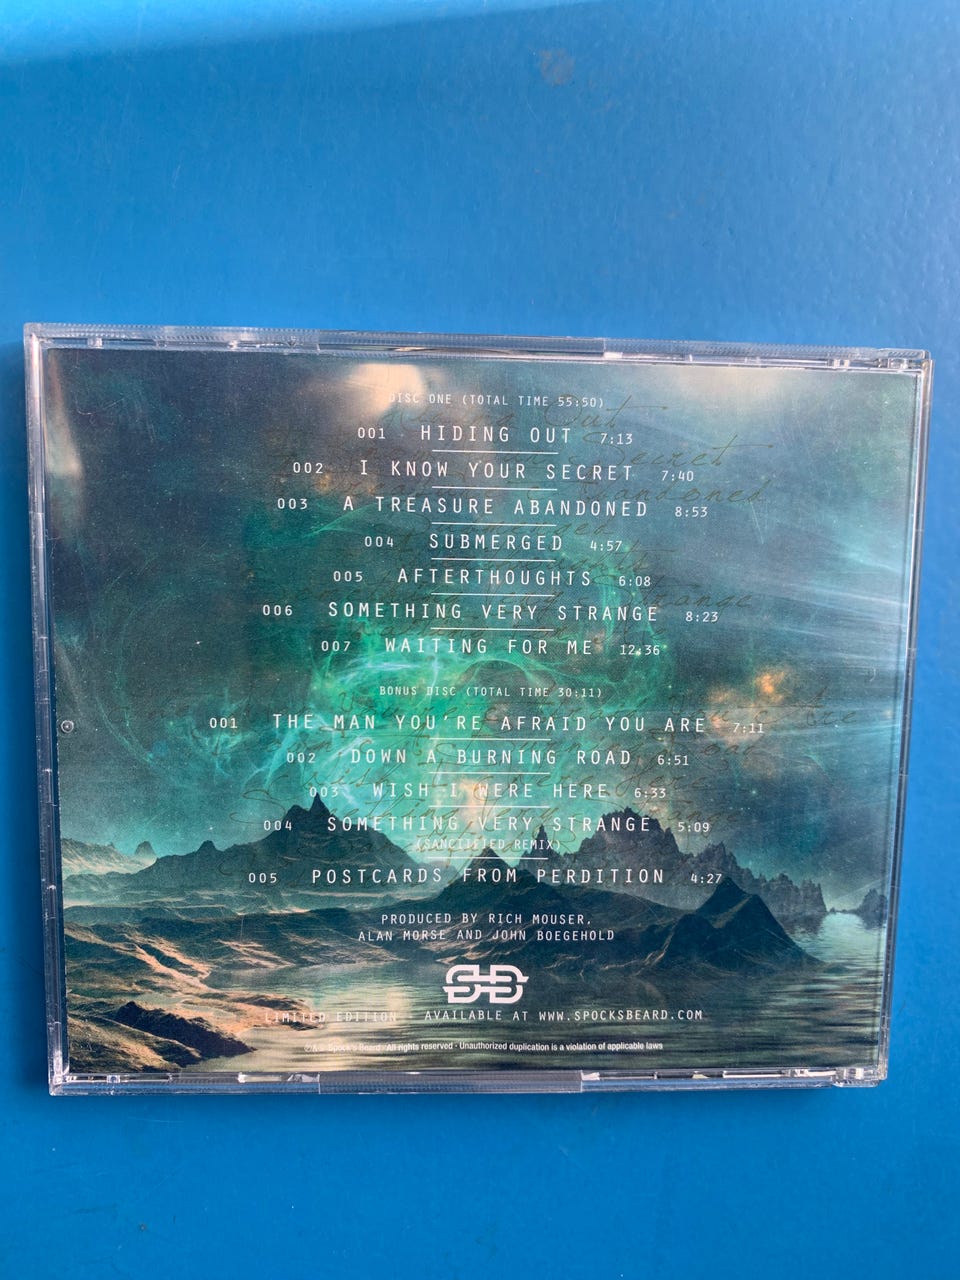 DISC ONE (TOTAL TIME 55:50)
001 HIDING OUT 7:13
002 I KNOW YOUR SECRET 7:40
003 A TREASURE ABANDONED 8:53
004 SUBMERGED 4:57
005 AFTERTHOUGHTS 6:08
006 SOMETHING VERY STRANGE 8:23
007 WAITING FOR ME 12:36
BONUS DISC (TOTAL TIME 30:11)
001 THE MAN YOU'RE AFRAID YOU ARE 7:11
002 DOWN A BURNING ROAD 6:51
003 WISH I WERE HERE 6:33
004 SOMETHING VERY STRANGE 5:09
(SANCTIFIED REMIX)
005 POSTCARDS FROM PERDITION 4:27
PRODUCED BY RICH MOUSER,
ALAN MORSE AND JOHN BOEGEHOLD
SB
LIMITED EDITION - AVAILABLE AT WWW.SPOCKSBEARD.COM
Spock's Beard · All rights reserved · Unauthorized duplication is a violation of applicable laws